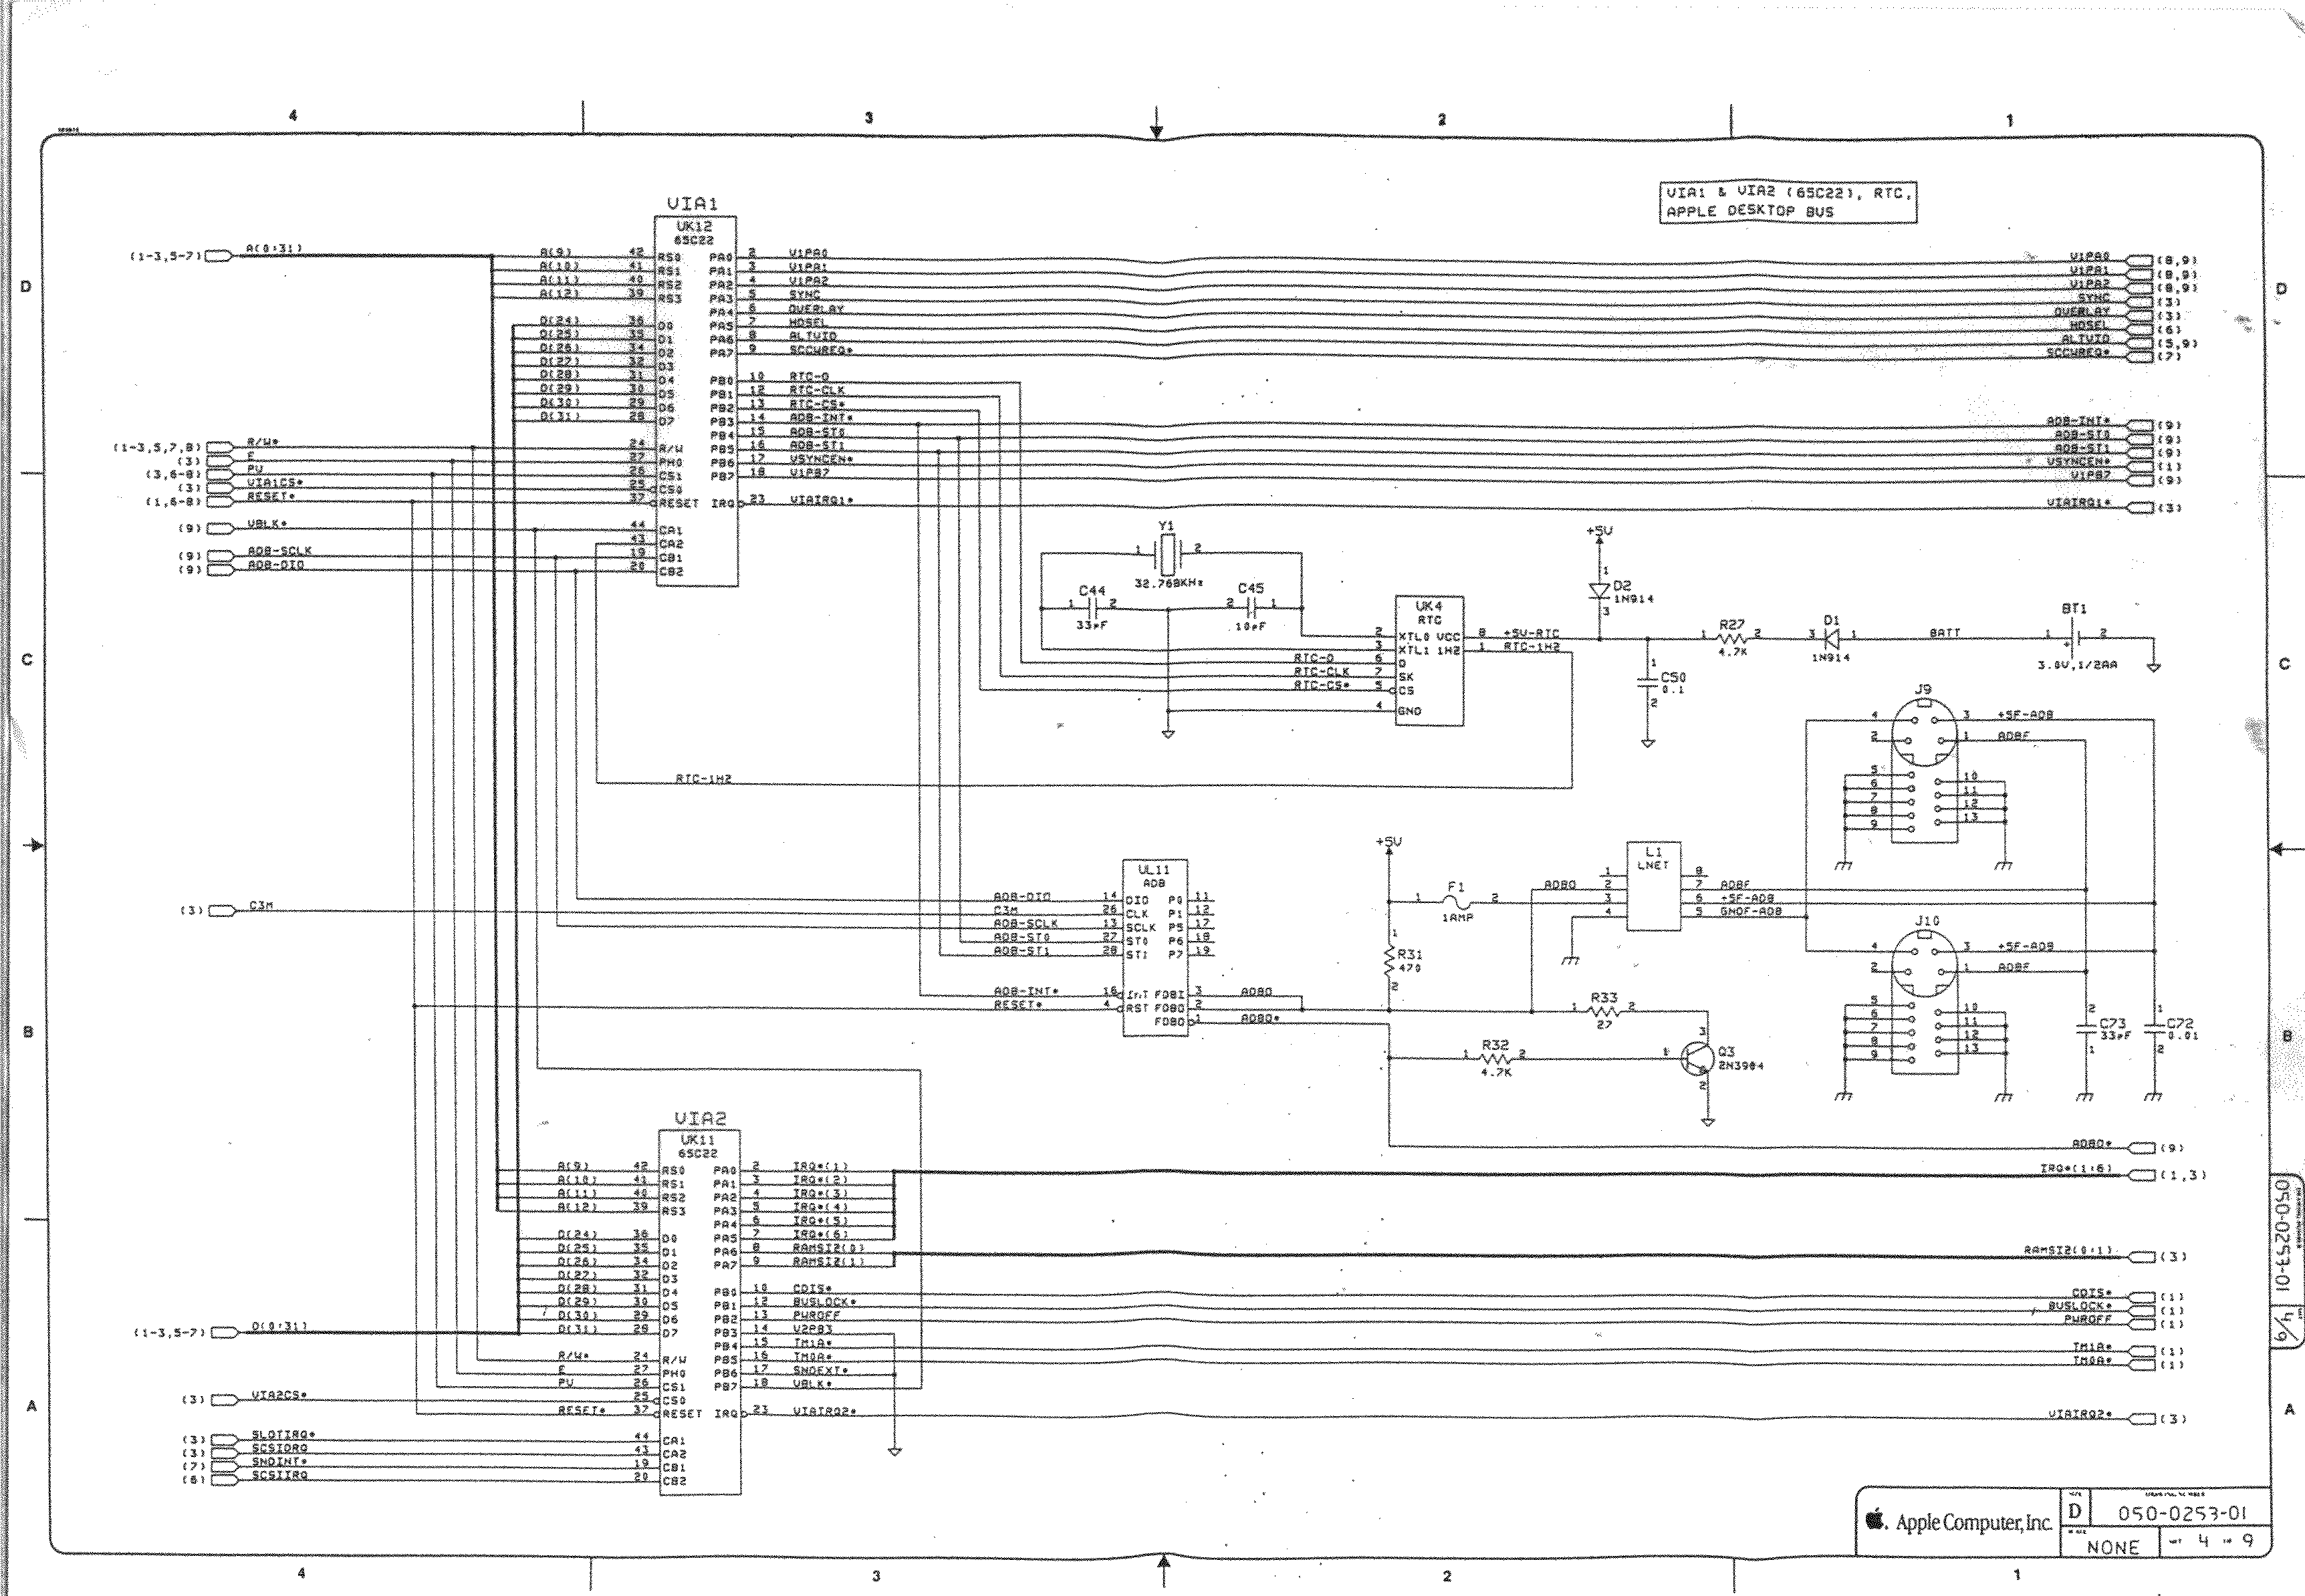 4 3 2 1
VIA1 & VIA2 (65C22), RTC,
APPLE DESKTOP BUS
VIA1
UK12
65C22
(1-3,5-7) A(0:31)
A(9) 42 RS0 PA0 2 V1PA0 V1PA0 (8,9)
A(10) 41 RS1 PA1 3 V1PA1 V1PA1 (8,9)
A(11) 40 RS2 PA2 4 V1PA2 V1PA2 (8,9)
A(12) 39 RS3 PA3 5 SYNC SYNC (3)
PA4 6 OVERLAY OVERLAY (3)
D(24) 36 D0 PA5 7 HDSEL HDSEL (6)
D(25) 35 D1 PA6 8 ALTVID ALTVID (5,9)
D(26) 34 D2 PA7 9 SCCWREQ* SCCWREQ* (7)
D(27) 32 D3
D(28) 31 D4 PB0 10 RTC-D
D(29) 30 D5 PB1 12 RTC-CLK
D(30) 29 D6 PB2 13 RTC-CS*
D(31) 28 D7 PB3 14 ADB-INT* ADB-INT* (9)
PB4 15 ADB-ST0 ADB-ST0 (9)
(1-3,5,7,8) R/W* 24 R/W PB5 16 ADB-ST1 ADB-ST1 (9)
(3) E 27 PH0 PB6 17 VSYNCEN* VSYNCEN* (1)
(3,6-8) PU 26 CS1 PB7 18 V1PB7 V1PB7 (9)
(3) VIA1CS* 25 CS0
(1,6-8) RESET* 37 RESET IRQ 23 VIAIRQ1* VIAIRQ1* (3)
(9) VBLK* 44 CA1
43 CA2
(9) ADB-SCLK 19 CB1
(9) ADB-DIO 20 CB2
Y1
1 2
32.768KHz
C44
1 2
33pF
C45
2 1
10pF
UK4
RTC
2 XTL0 VCC 8 +5V-RTC
3 XTL1 1HZ 1 RTC-1HZ
RTC-D 6 D
RTC-CLK 7 SK
RTC-CS* 5 CS
4 GND
+5V
1
D2
1N914
3
1
C50
0.1
2
R27
1 2
4.7K
D1
3 1
1N914
BATT
BT1
1 2
+
3.0V,1/2AA
RTC-1HZ
J9
4 3 +5F-ADB
2 1 ADBF
5 10
6 11
7 12
8 13
9
(3) C3M
UL11
ADB
ADB-DIO 14 DIO P0 11
C3M 26 CLK P1 12
ADB-SCLK 13 SCLK P5 17
ADB-ST0 27 ST0 P6 18
ADB-ST1 28 ST1 P7 19
ADB-INT* 16 InT FDBI 3 ADBD
RESET* 4 RST FDBO 2
FDBO 1 ADBD*
+5V
F1
1 2
1AMP
1
R31
470
2
ADBD
L1
LNET
1 8
2 7 ADBF
3 6 +5F-ADB
4 5 GNDF-ADB
J10
4 3 +5F-ADB
2 1 ADBF
5 10
6 11
7 12
8 13
9
R33
1 2
27
R32
1 2
4.7K
3
1 Q3
2N3904
2
2
C73
33pF
1
1
C72
0.01
2
ADBD* (9)
VIA2
UK11
65C22
A(9) 42 RS0 PA0 2 IRQ*(1) IRQ*(1:6) (1,3)
A(10) 41 RS1 PA1 3 IRQ*(2)
A(11) 40 RS2 PA2 4 IRQ*(3)
A(12) 39 RS3 PA3 5 IRQ*(4)
PA4 6 IRQ*(5)
D(24) 36 D0 PA5 7 IRQ*(6)
D(25) 35 D1 PA6 8 RAMSIZ(0) RAMSIZ(0:1) (3)
D(26) 34 D2 PA7 9 RAMSIZ(1)
D(27) 32 D3
D(28) 31 D4 PB0 10 CDIS* CDIS* (1)
D(29) 30 D5 PB1 12 BUSLOCK* BUSLOCK* (1)
D(30) 29 D6 PB2 13 PWROFF PWROFF (1)
(1-3,5-7) D(0:31) D(31) 28 D7 PB3 14 V2PB3
PB4 15 TM1A* TM1A* (1)
R/W* 24 R/W PB5 16 TM0A* TM0A* (1)
E 27 PH0 PB6 17 SNDEXT*
PU 26 CS1 PB7 18 VBLK*
(3) VIA2CS* 25 CS0
RESET* 37 RESET IRQ 23 VIAIRQ2* VIAIRQ2* (3)
(3) SLOTIRQ* 44 CA1
(3) SCSIDRQ 43 CA2
(7) SNDINT* 19 CB1
(6) SCSIIRQ 20 CB2
D D
C C
B B
A A
050-0253-01
4/9
Apple Computer, Inc.
D 050-0253-01
NONE 4 9
4 3 2 1